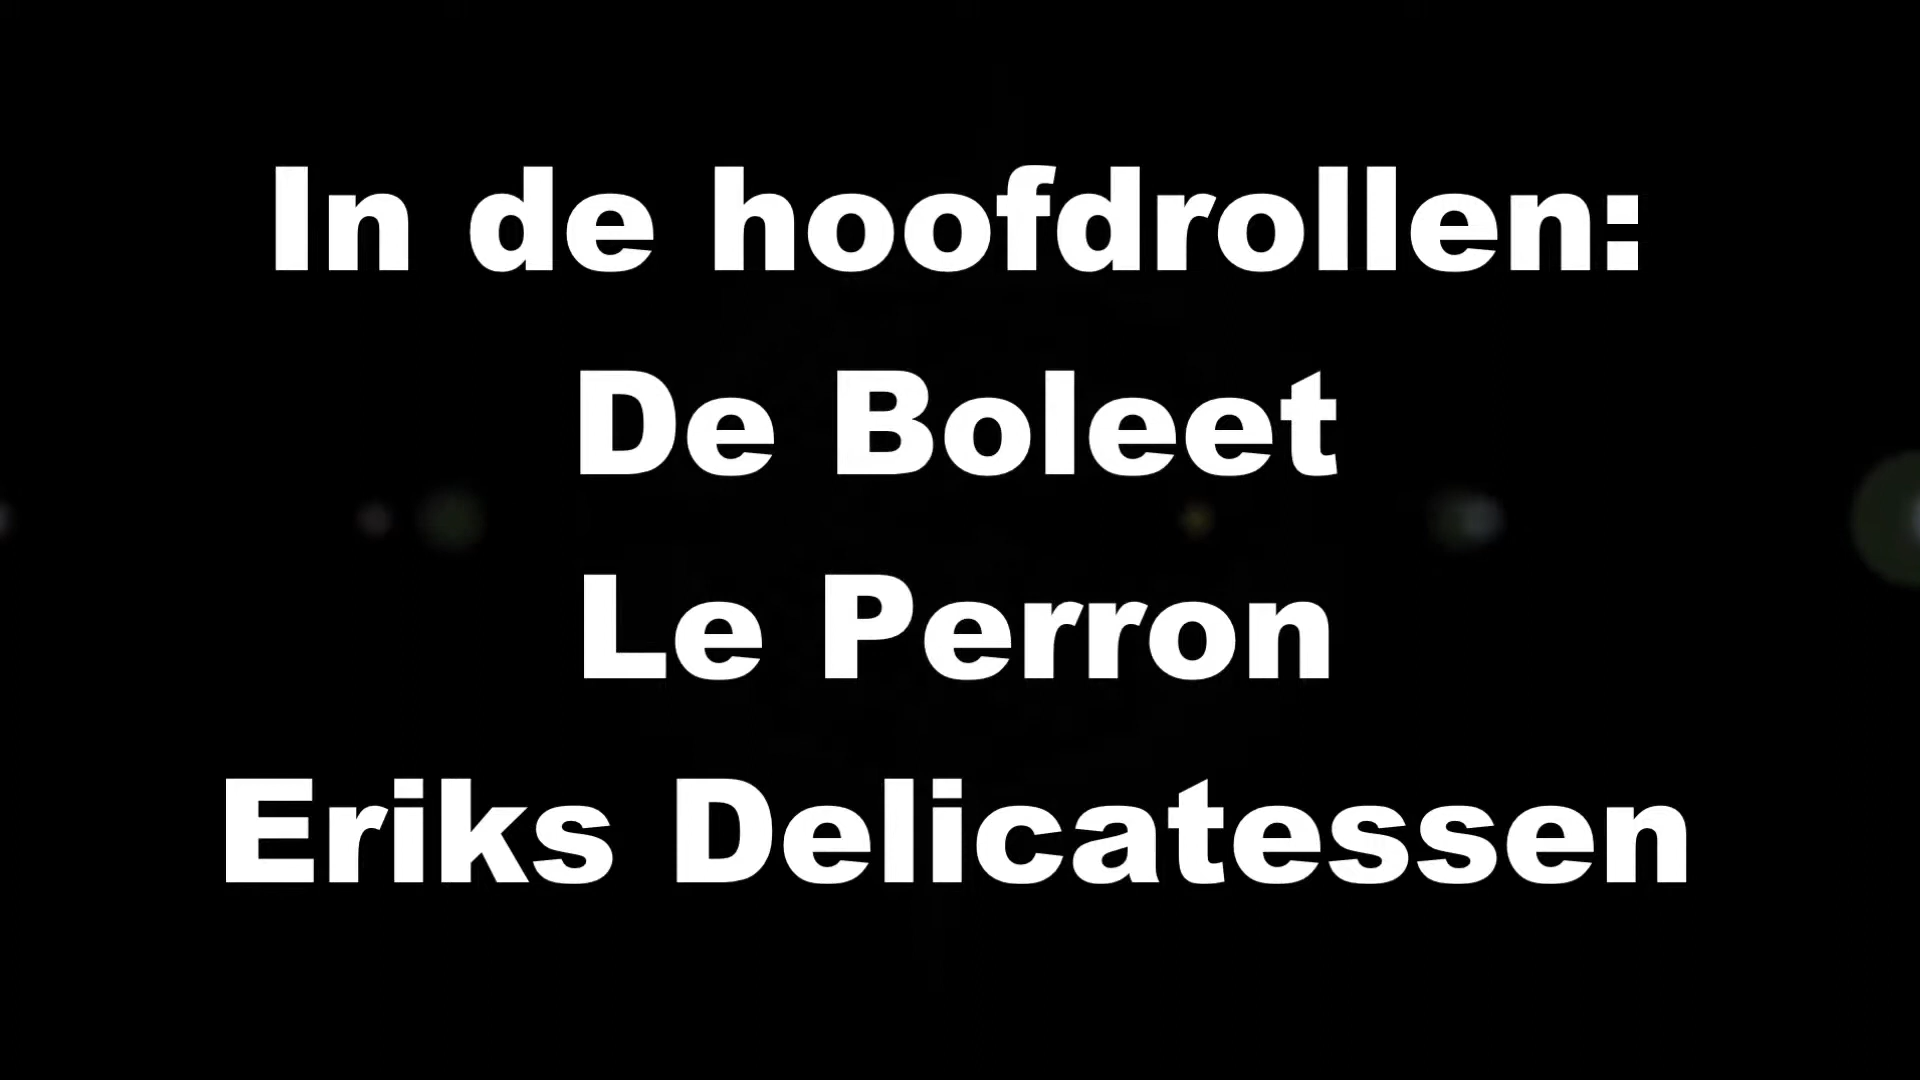 In de hoofdrollen:
De Boleet
Le Perron
Eriks Delicatessen